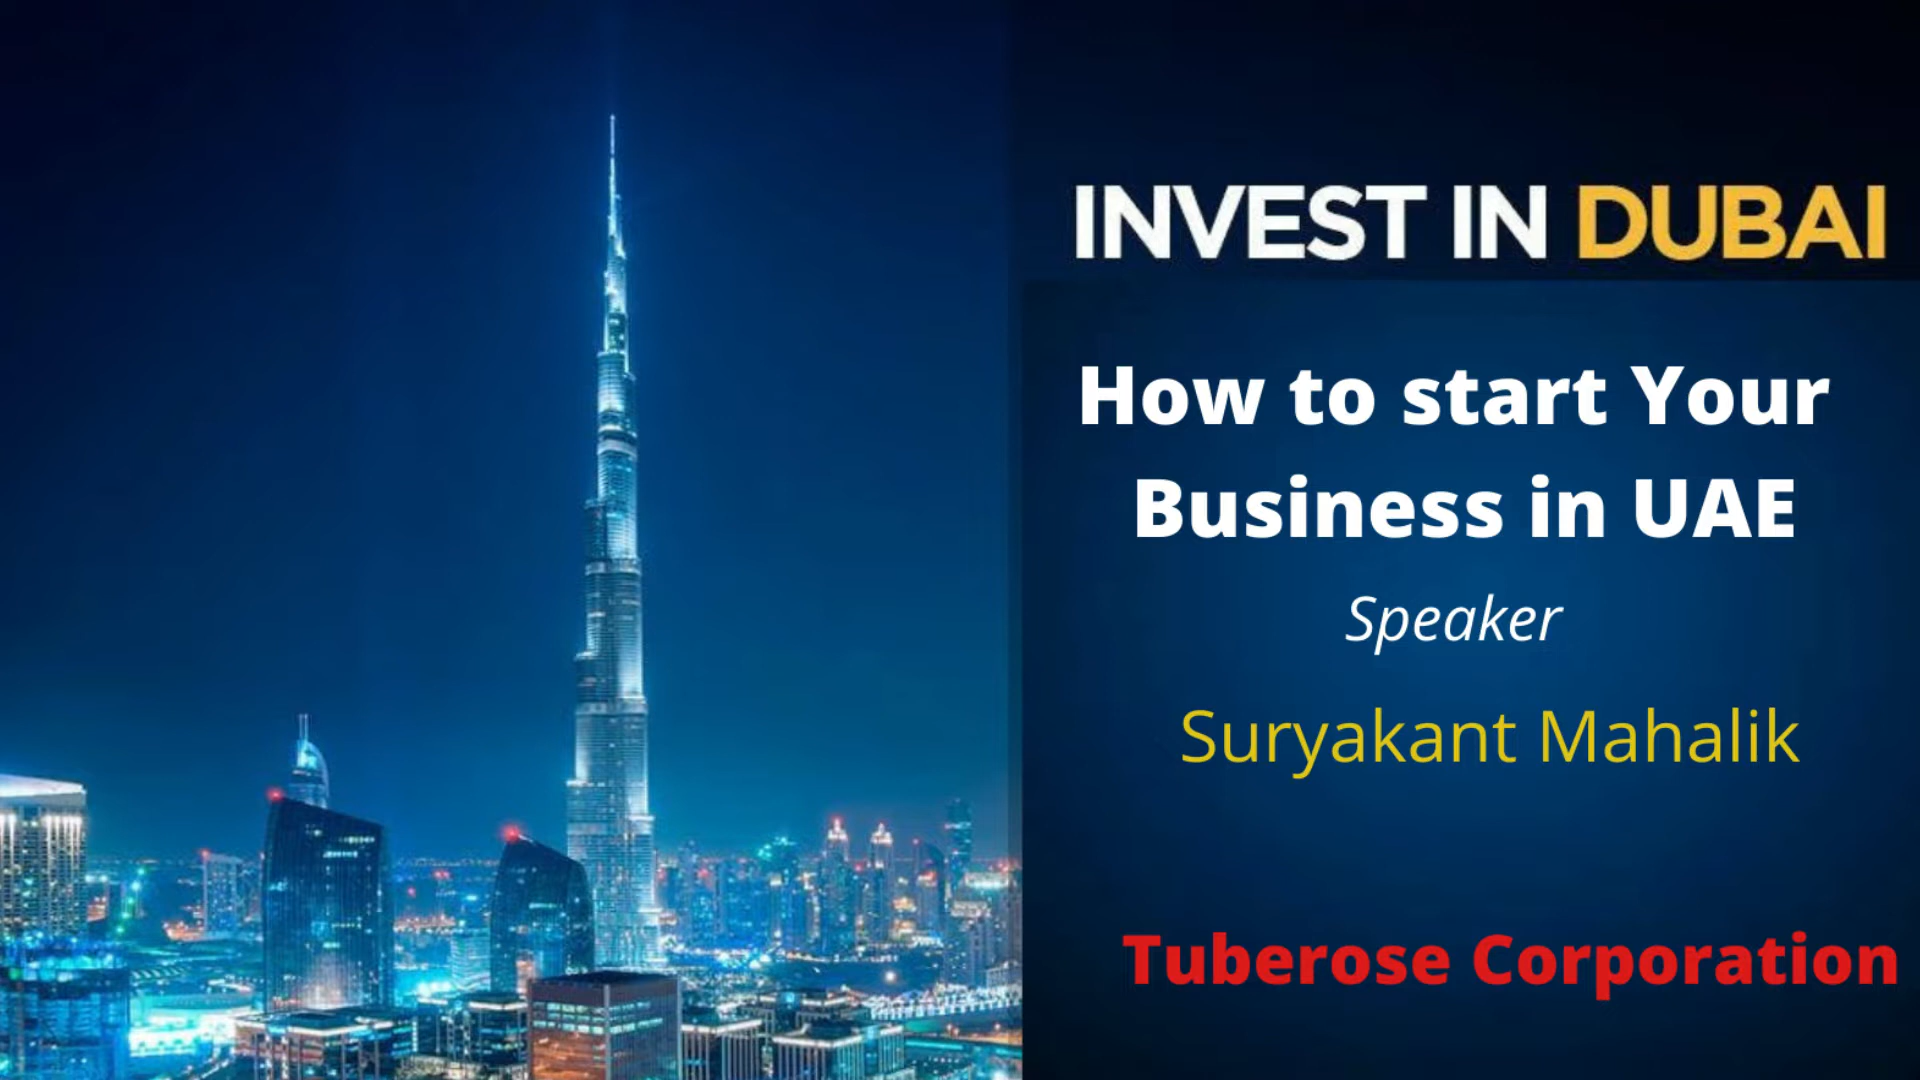 INVEST IN DUBAI
How to start Your
Business in UAE
Speaker
Suryakant Mahalik
Tuberose Corporation